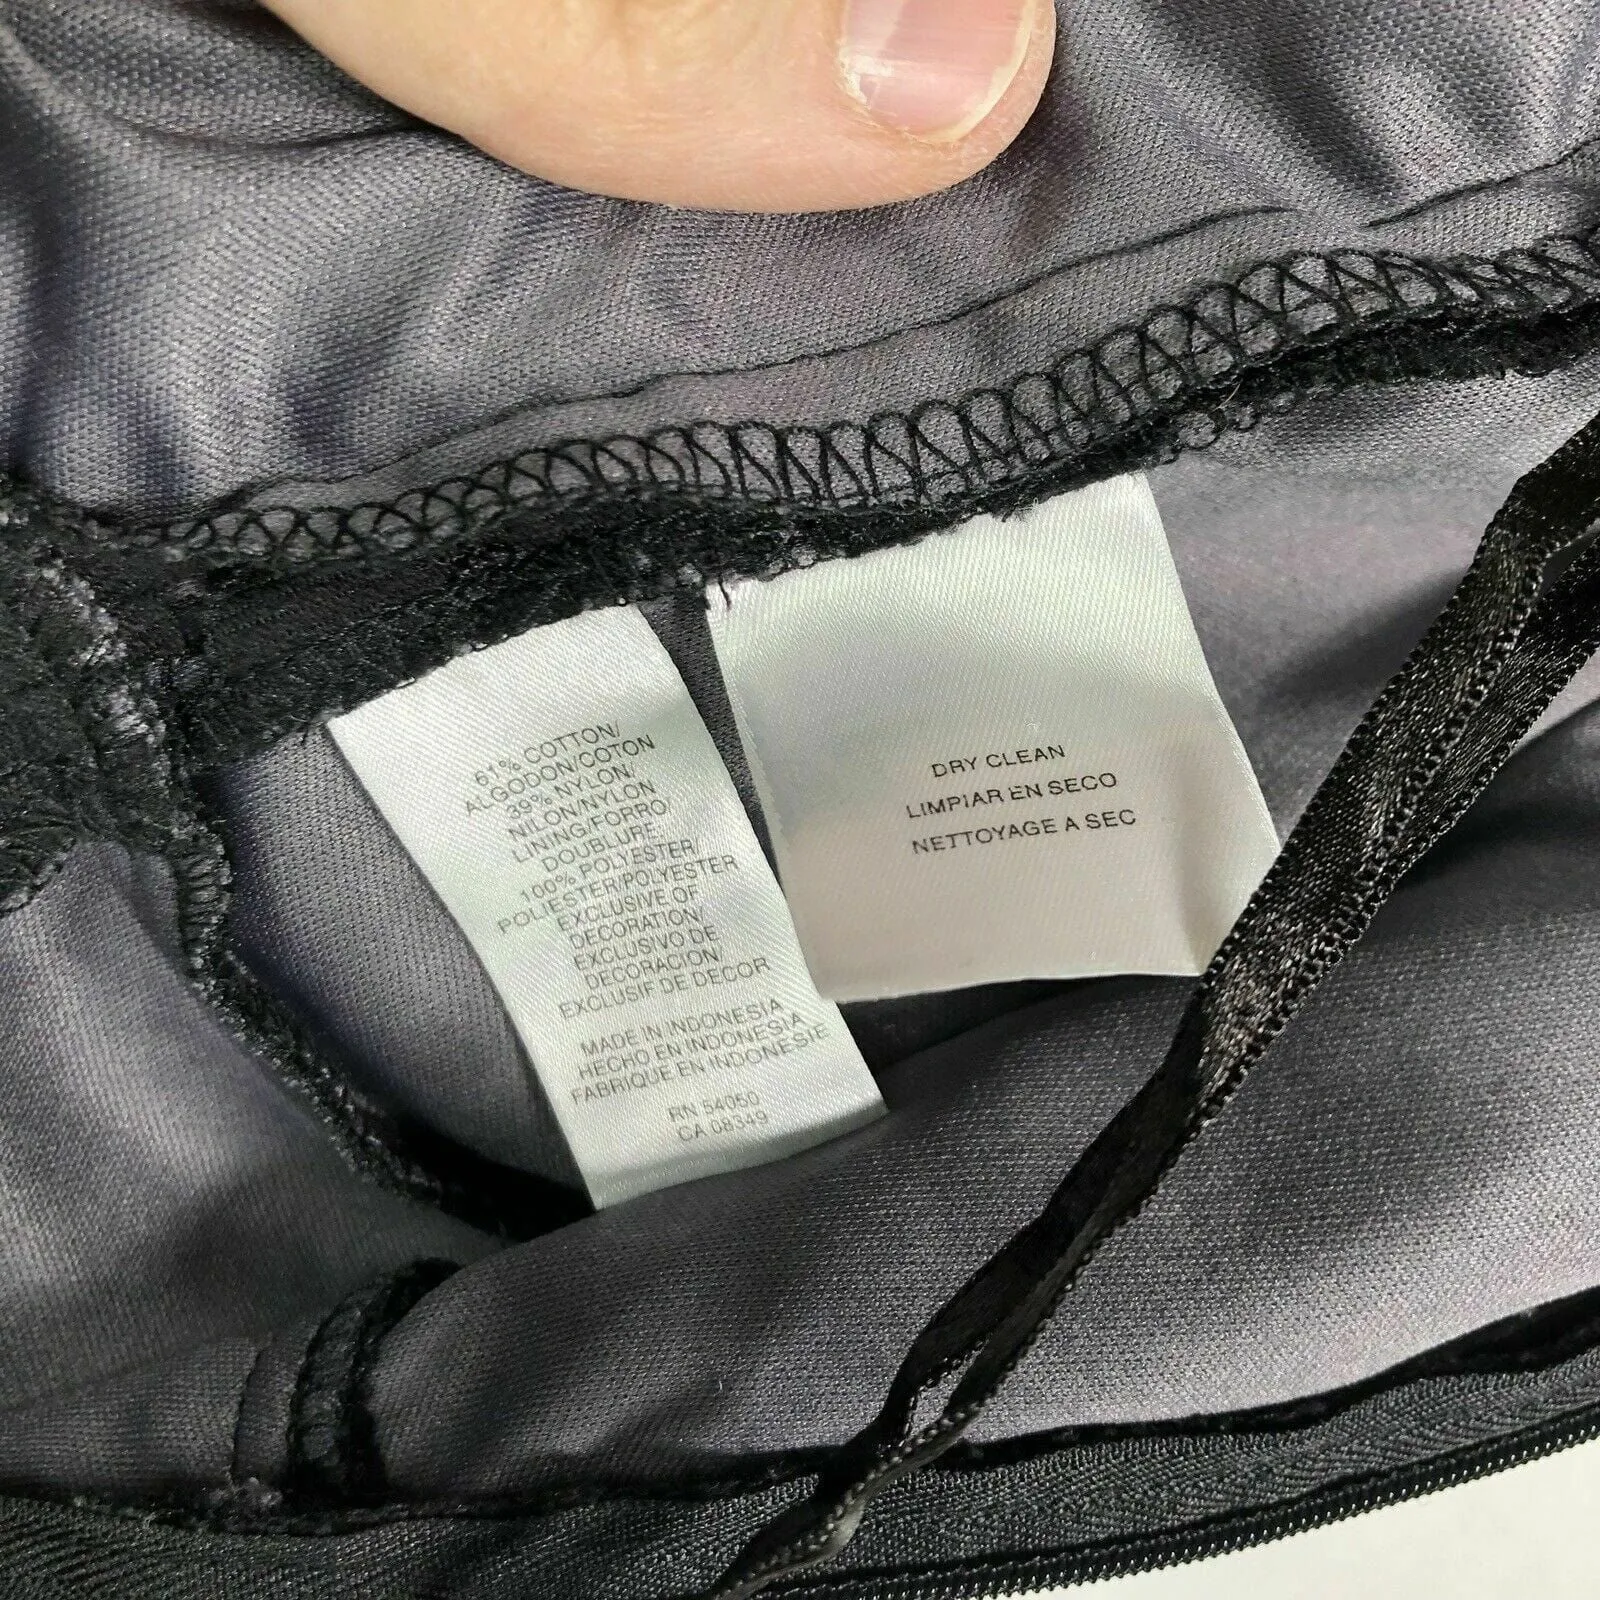 61% COTTON/
ALGODON/COTON
39% NYLON/
NILON/NYLON
LINING/FORRO
DOUBLURE:
100% POLYESTER/
POLIESTER/POLYESTER
EXCLUSIVE OF
DECORATION/
EXCLUSIVO DE
DECORACION/
EXCLUSIF DE DECOR
MADE IN INDONESIA
HECHO EN INDONESIA
FABRIQUE EN INDONESIE
RN 54050
CA 08349
DRY CLEAN
LIMPIAR EN SECO
NETTOYAGE A SEC